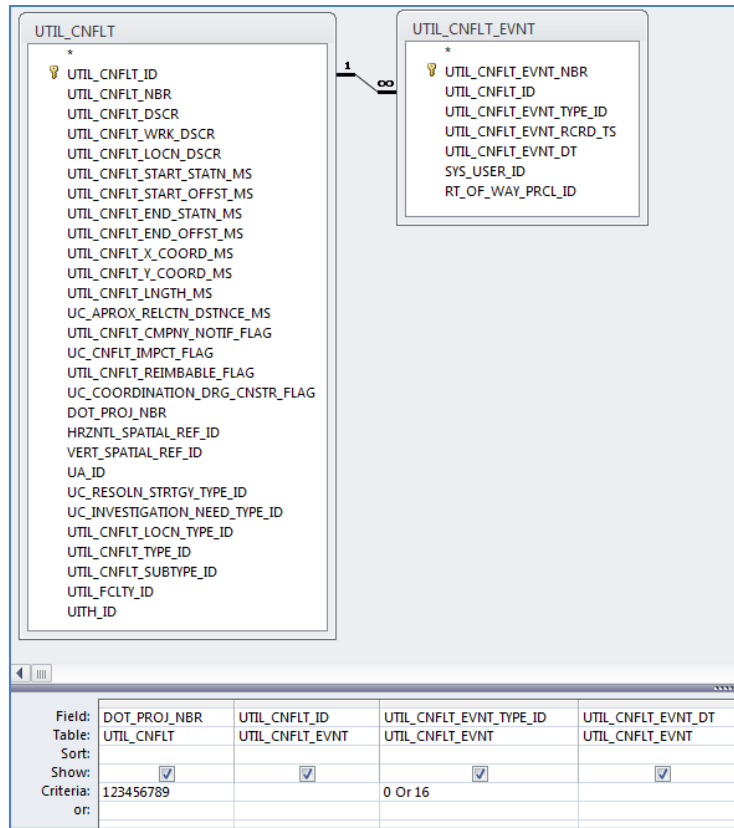 UTIL_CNFLT
*
UTIL_CNFLT_ID
UTIL_CNFLT_NBR
UTIL_CNFLT_DSCR
UTIL_CNFLT_WRK_DSCR
UTIL_CNFLT_LOCN_DSCR
UTIL_CNFLT_START_STATN_MS
UTIL_CNFLT_START_OFFST_MS
UTIL_CNFLT_END_STATN_MS
UTIL_CNFLT_END_OFFST_MS
UTIL_CNFLT_X_COORD_MS
UTIL_CNFLT_Y_COORD_MS
UTIL_CNFLT_LNGTH_MS
UC_APROX_RELCTN_DSTNCE_MS
UTIL_CNFLT_CMPNY_NOTIF_FLAG
UC_CNFLT_IMPCT_FLAG
UTIL_CNFLT_REIMBABLE_FLAG
UC_COORDINATION_DRG_CNSTR_FLAG
DOT_PROJ_NBR
HRZNTL_SPATIAL_REF_ID
VERT_SPATIAL_REF_ID
UA_ID
UC_RESOLN_STRTGY_TYPE_ID
UC_INVESTIGATION_NEED_TYPE_ID
UTIL_CNFLT_LOCN_TYPE_ID
UTIL_CNFLT_TYPE_ID
UTIL_CNFLT_SUBTYPE_ID
UTIL_FCLTY_ID
UITH_ID
1 ∞
UTIL_CNFLT_EVNT
*
UTIL_CNFLT_EVNT_NBR
UTIL_CNFLT_ID
UTIL_CNFLT_EVNT_TYPE_ID
UTIL_CNFLT_EVNT_RCRD_TS
UTIL_CNFLT_EVNT_DT
SYS_USER_ID
RT_OF_WAY_PRCL_ID
Field: DOT_PROJ_NBR UTIL_CNFLT_ID UTIL_CNFLT_EVNT_TYPE_ID UTIL_CNFLT_EVNT_DT
Table: UTIL_CNFLT UTIL_CNFLT_EVNT UTIL_CNFLT_EVNT UTIL_CNFLT_EVNT
Sort:
Show:
Criteria: 123456789 0 Or 16
or: